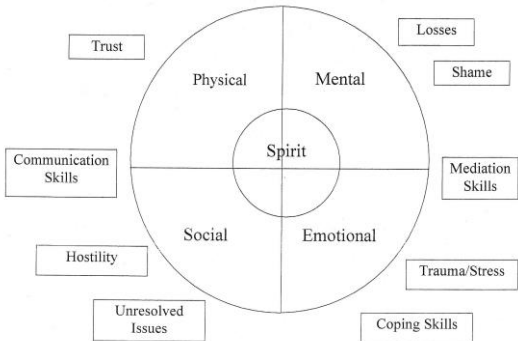 Losses
Trust
Shame
Physical
Mental
Spirit
Communication
Skills
Mediation
Skills
Social
Emotional
Hostility
Trauma/Stress
Unresolved
Issues
Coping Skills